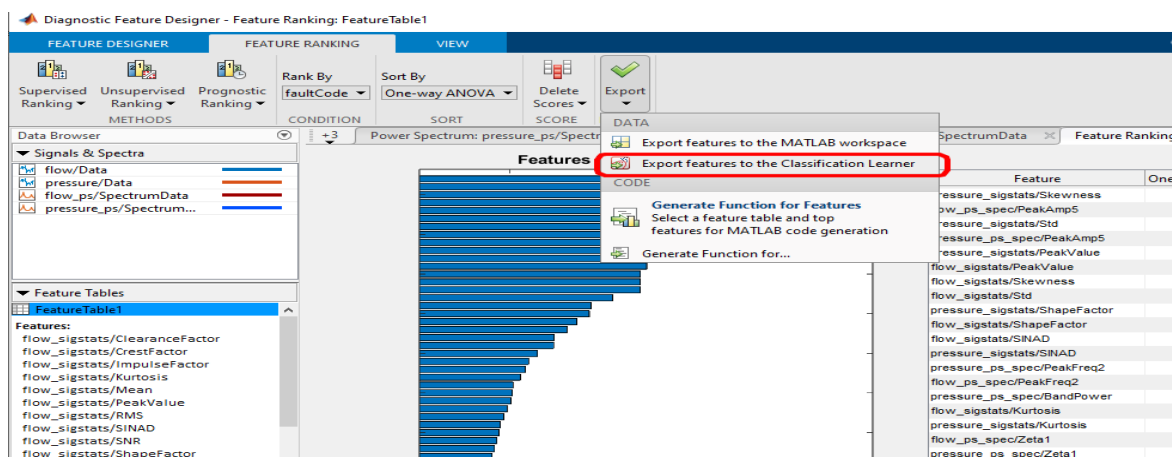 Diagnostic Feature Designer - Feature Ranking: FeatureTable1
FEATURE DESIGNER
FEATURE RANKING
VIEW
Supervised Ranking
Unsupervised Ranking
Prognostic Ranking
METHODS
Rank By
faultCode
CONDITION
Sort By
One-way ANOVA
SORT
Delete Scores
SCORE
Export
DATA
Export features to the MATLAB workspace
Export features to the Classification Learner
CODE
Generate Function for Features
Select a feature table and top
features for MATLAB code generation
Generate Function for...
Data Browser
Signals & Spectra
flow/Data
pressure/Data
flow_ps/SpectrumData
pressure_ps/Spectrum...
Feature Tables
FeatureTable1
Features:
flow_sigstats/ClearanceFactor
flow_sigstats/CrestFactor
flow_sigstats/ImpulseFactor
flow_sigstats/Kurtosis
flow_sigstats/Mean
flow_sigstats/PeakValue
flow_sigstats/RMS
flow_sigstats/SINAD
flow_sigstats/SNR
flow_sigstats/ShapeFactor
+3
Power Spectrum: pressure_ps/Spectr
SpectrumData
Feature Ranking
Features
Feature
One
ressure_sigstats/Skewness
ow_ps_spec/PeakAmp5
ressure_sigstats/Std
ressure_ps_spec/PeakAmp5
ressure_sigstats/PeakValue
flow_sigstats/PeakValue
flow_sigstats/Skewness
flow_sigstats/Std
pressure_sigstats/ShapeFactor
flow_sigstats/ShapeFactor
flow_sigstats/SINAD
pressure_sigstats/SINAD
pressure_ps_spec/PeakFreq2
flow_ps_spec/PeakFreq2
pressure_ps_spec/BandPower
flow_sigstats/Kurtosis
pressure_sigstats/Kurtosis
flow_ps_spec/Zeta1
pressure_ps_spec/Zeta1